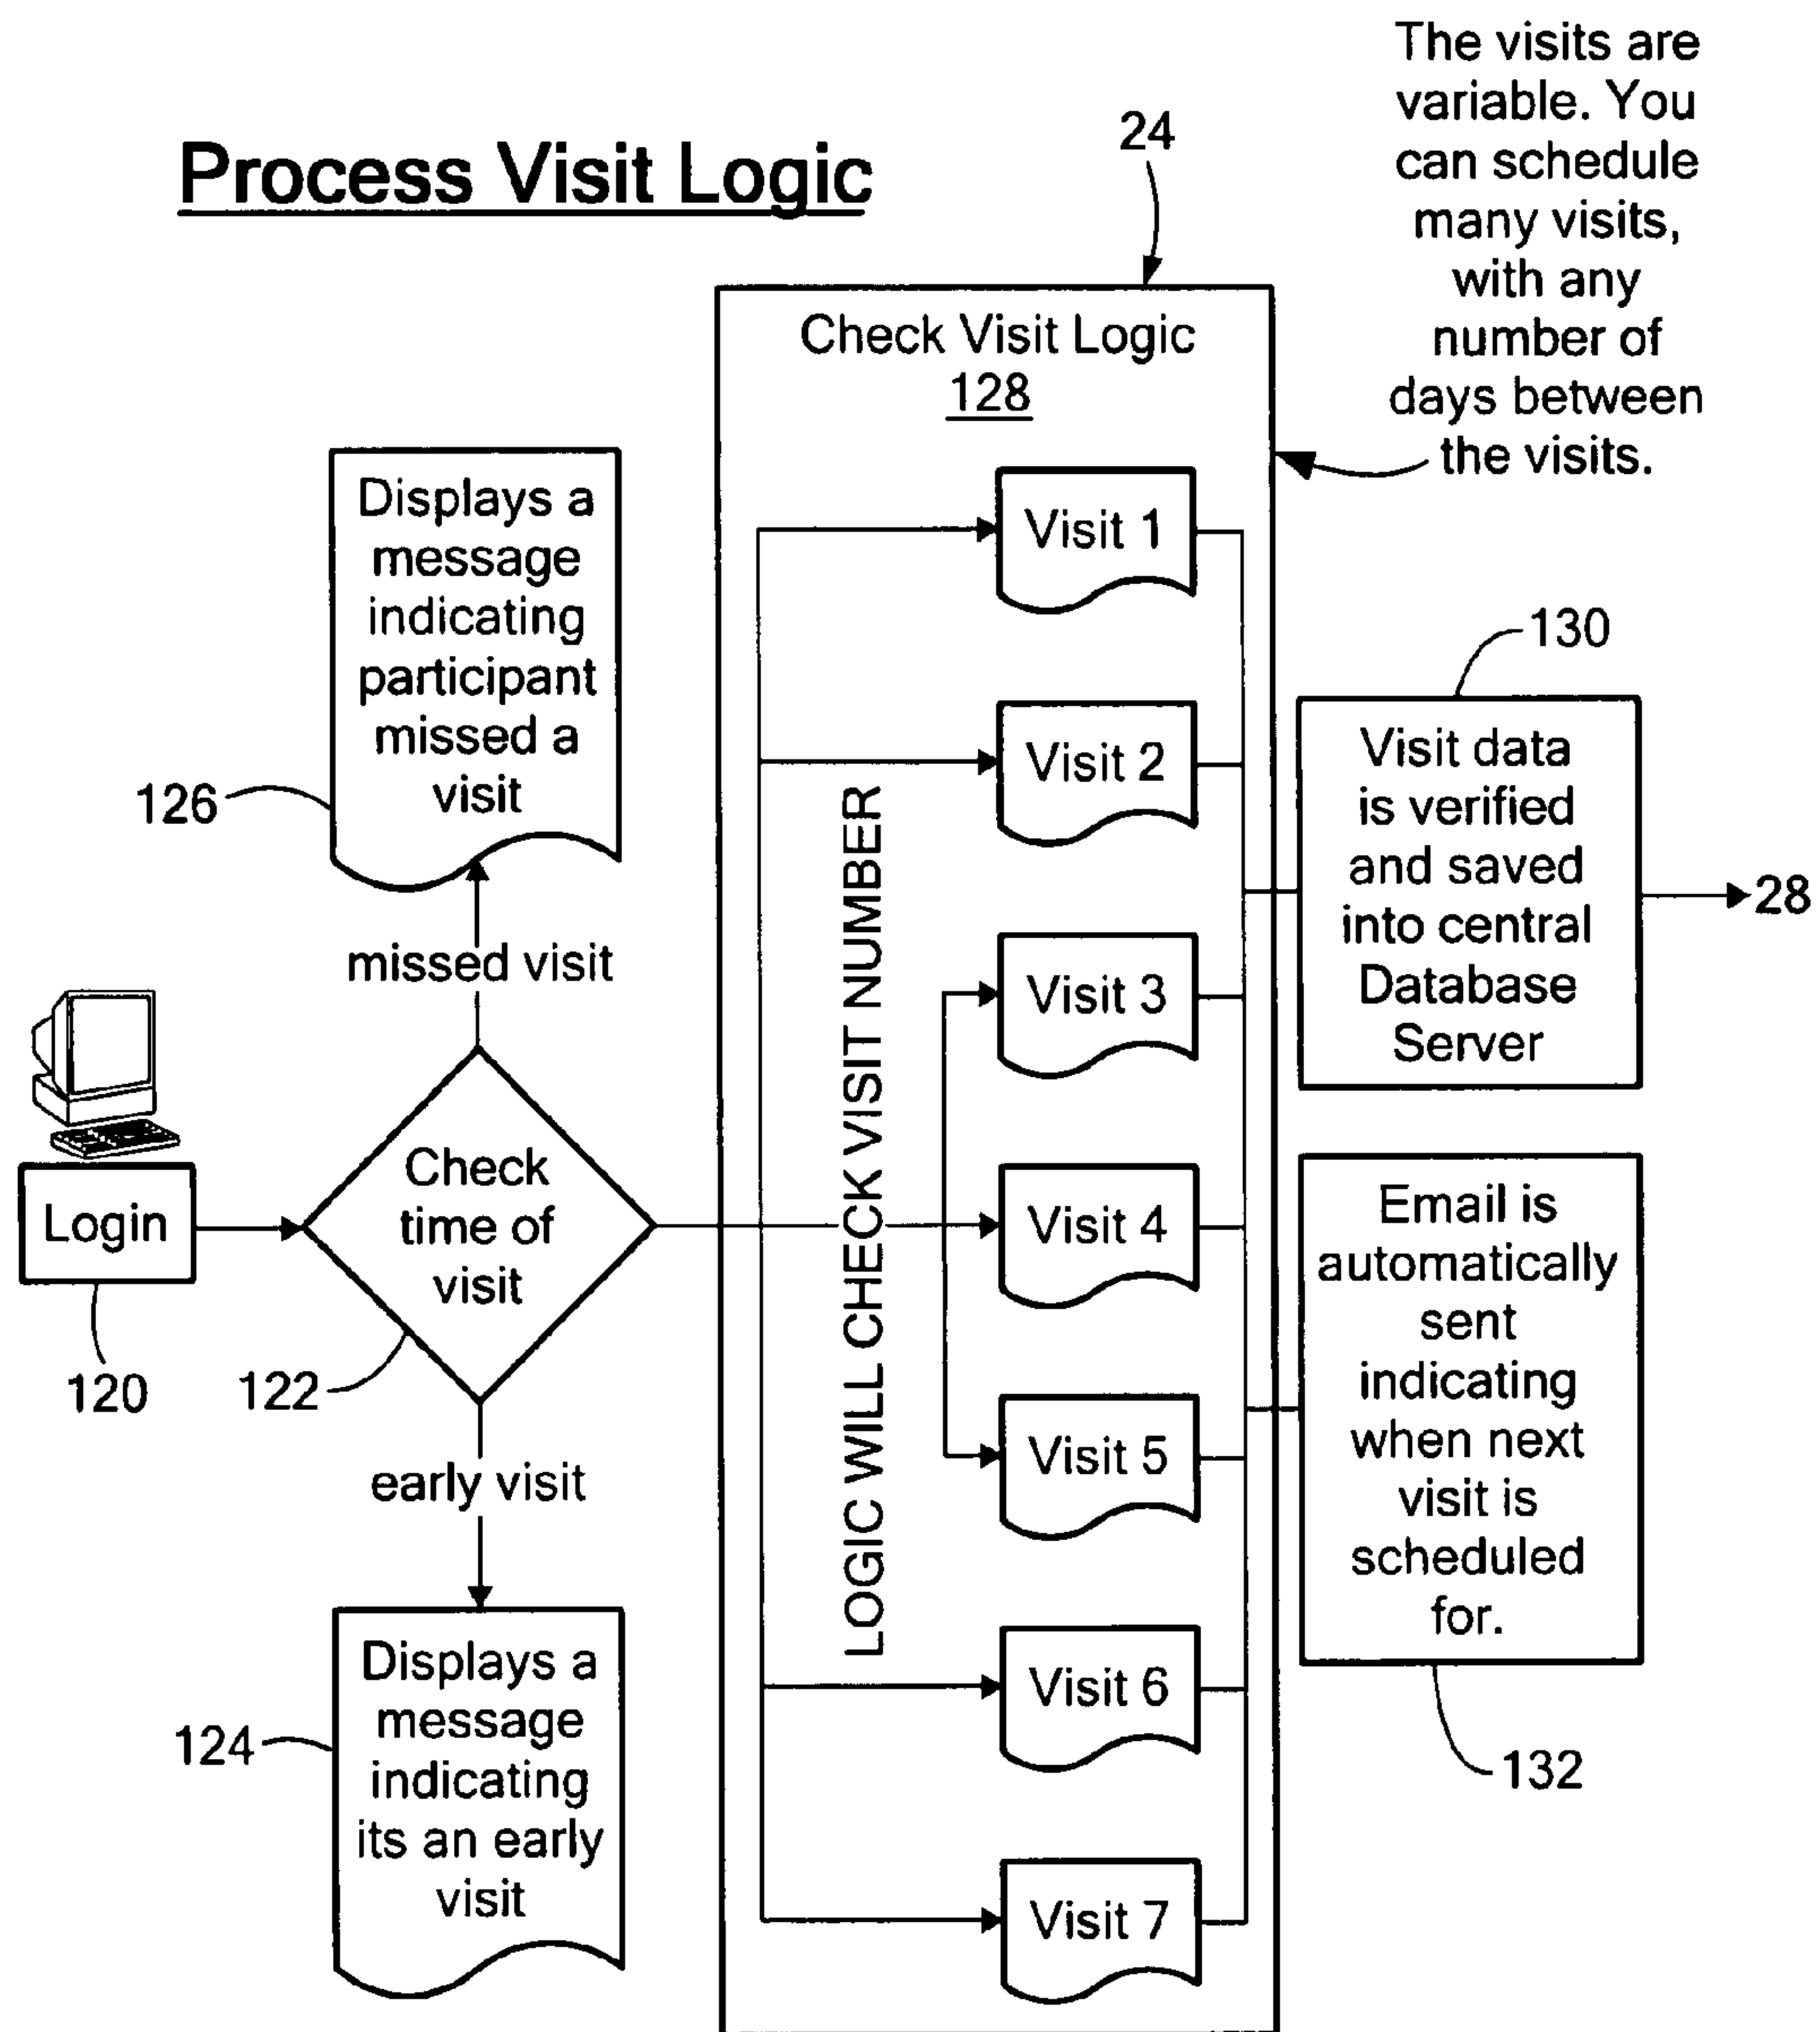 Process Visit Logic
The visits are
variable. You
can schedule
many visits,
with any
number of
days between
the visits.
24
Check Visit Logic
128
Displays a
message
indicating
participant
missed a
visit
126
missed visit
Login
120
Check
time of
visit
122
early visit
Displays a
message
indicating
its an early
visit
124
LOGIC WILL CHECK VISIT NUMBER
Visit 1
Visit 2
Visit 3
Visit 4
Visit 5
Visit 6
Visit 7
130
Visit data
is verified
and saved
into central
Database
Server
28
Email is
automatically
sent
indicating
when next
visit is
scheduled
for.
132